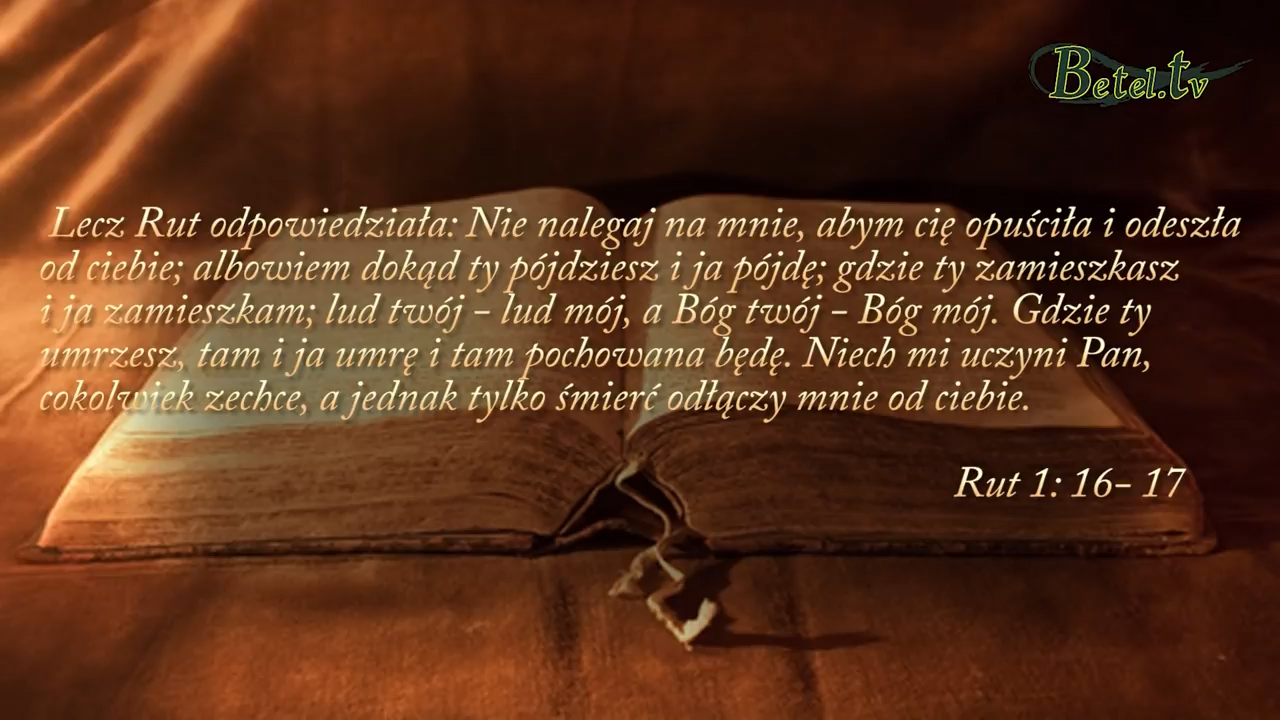 Betel.tv
Lecz Rut odpowiedziała: Nie nalegaj na mnie, abym cię opuściła i odeszła
od ciebie; albowiem dokąd ty pójdziesz i ja pójdę; gdzie ty zamieszkasz
i ja zamieszkam; lud twój - lud mój, a Bóg twój - Bóg mój. Gdzie ty
umrzesz, tam i ja umrę i tam pochowana będę. Niech mi uczyni Pan,
cokolwiek zechce, a jednak tylko śmierć odłączy mnie od ciebie.
Rut 1: 16- 17